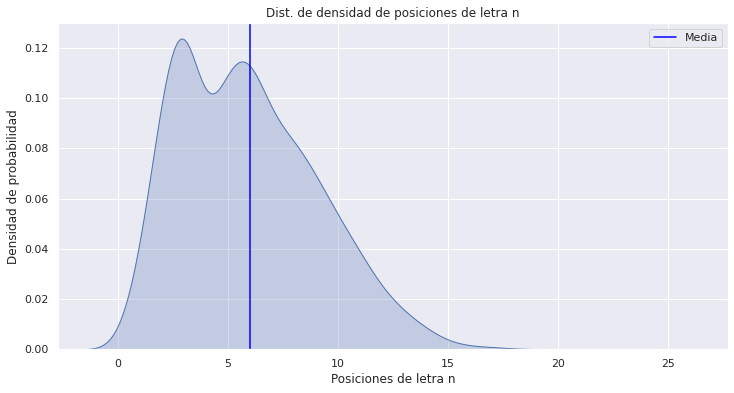 Dist. de densidad de posiciones de letra n
Media
Densidad de probabilidad
0.12
0.10
0.08
0.06
0.04
0.02
0.00
0 5 10 15 20 25
Posiciones de letra n